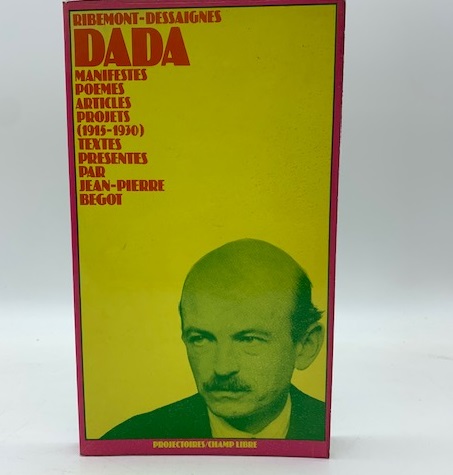 RIBEMONT-DESSAIGNES
DADA
MANIFESTES
POEMES
ARTICLES
PROJETS
(1915-1930)
TEXTES
PRESENTES
PAR
JEAN-PIERRE
BEGOT
PROJECTOIRES/CHAMP LIBRE